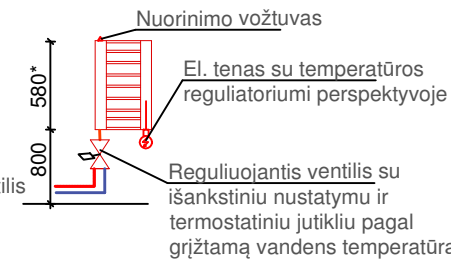 Nuorinimo vožtuvas
El. tenas su temperatūros
reguliatoriumi perspektyvoje
580*
800
Reguliuojantis ventilis su
išankstiniu nustatymu ir
termostatiniu jutikliu pagal
grįžtamą vandens temperatūra